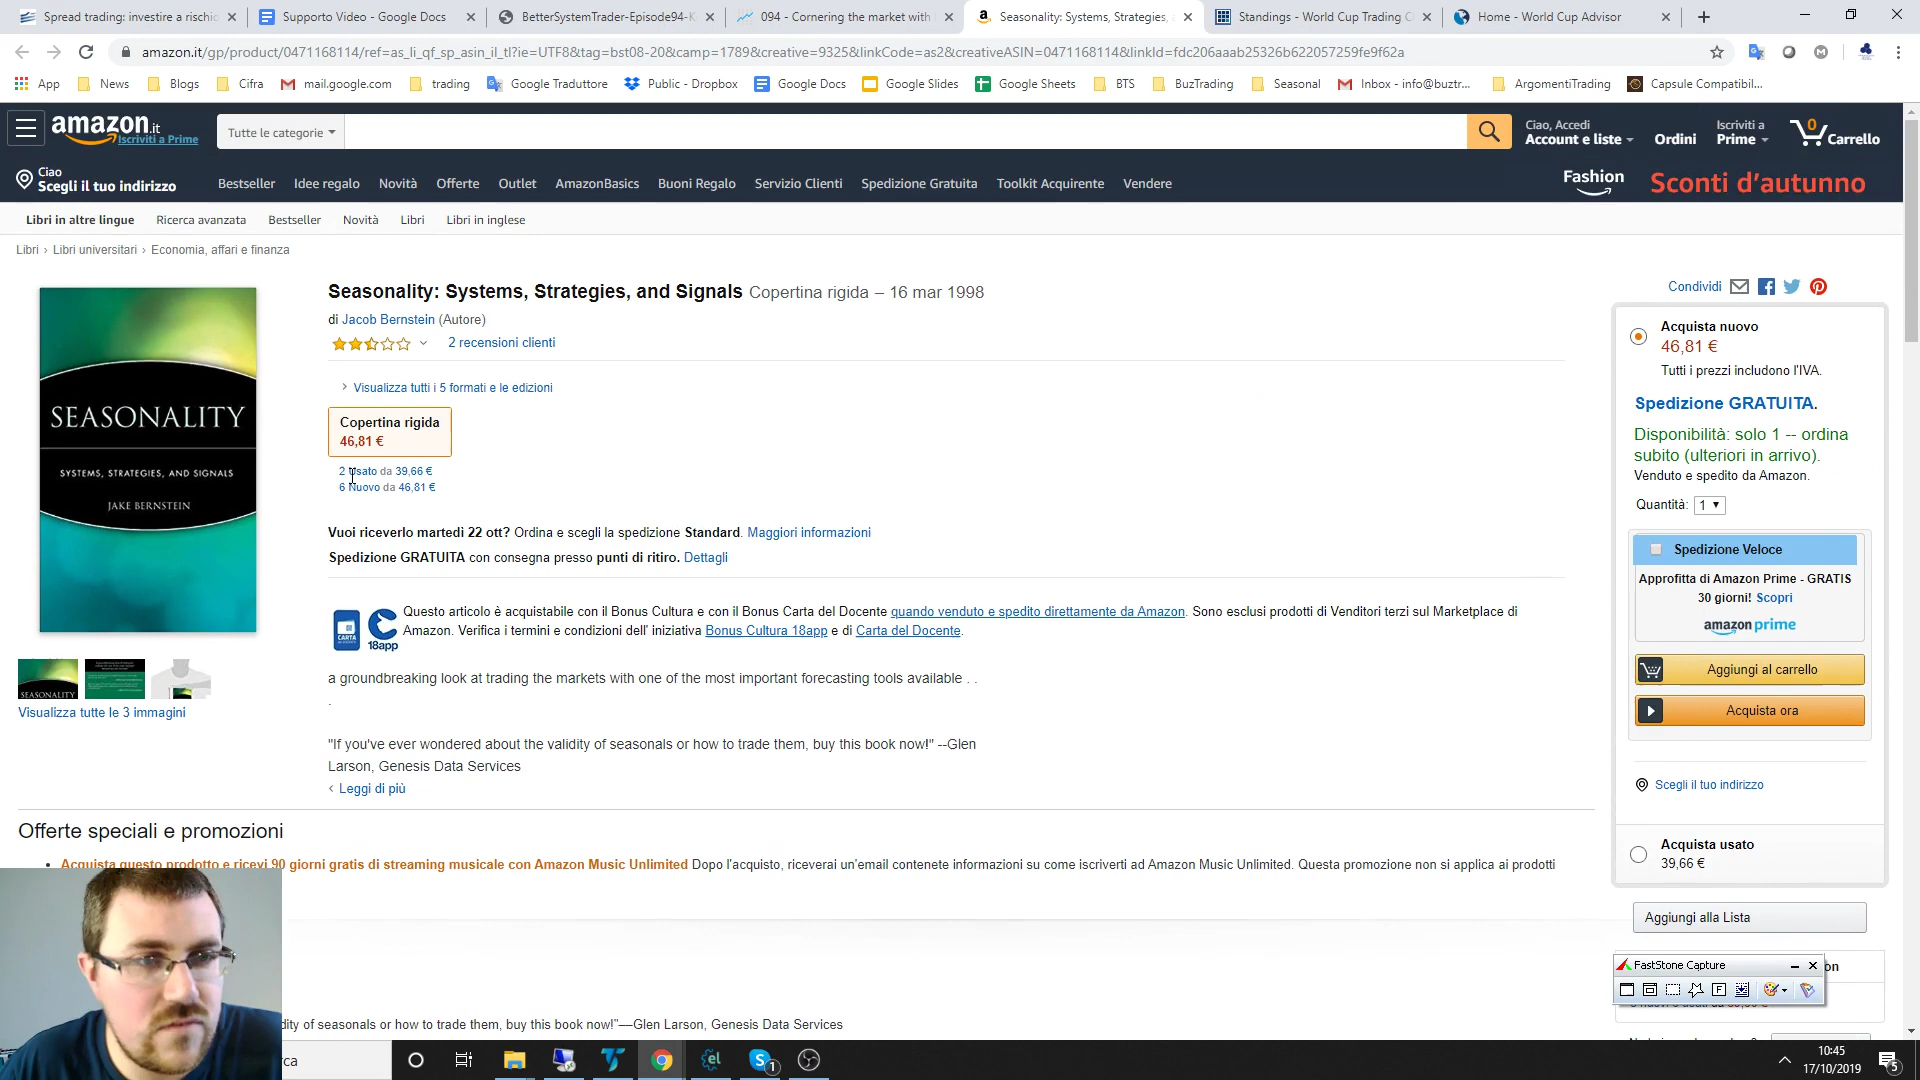 Spread trading: investire a rischio
Supporto Video - Google Docs
BetterSystemTrader-Episode94-K
094 - Cornering the market with
Seasonality: Systems, Strategies,
Standings - World Cup Trading C
Home - World Cup Advisor
amazon.it/gp/product/0471168114/ref=as_li_qf_sp_asin_il_tl?ie=UTF8&tag=bst08-20&camp=1789&creative=9325&linkCode=as2&creativeASIN=0471168114&linkId=fdc206aaab25326b622057259fe9f62a
App
News
Blogs
Cifra
mail.google.com
trading
Google Traduttore
Public - Dropbox
Google Docs
Google Slides
Google Sheets
BTS
BuzTrading
Seasonal
Inbox - info@buztr...
ArgomentiTrading
Capsule Compatibil...
amazon.it
Iscriviti a Prime
Tutte le categorie
Ciao, Accedi
Account e liste
Ordini
Iscriviti a
Prime
0
Carrello
Ciao
Scegli il tuo indirizzo
Bestseller
Idee regalo
Novità
Offerte
Outlet
AmazonBasics
Buoni Regalo
Servizio Clienti
Spedizione Gratuita
Toolkit Acquirente
Vendere
Fashion
Sconti d'autunno
Libri in altre lingue
Ricerca avanzata
Bestseller
Novità
Libri
Libri in inglese
Libri › Libri universitari › Economia, affari e finanza
SEASONALITY
SYSTEMS, STRATEGIES, AND SIGNALS
JAKE BERNSTEIN
SEASONALITY
Visualizza tutte le 3 immagini
Seasonality: Systems, Strategies, and Signals Copertina rigida – 16 mar 1998
di Jacob Bernstein (Autore)
2 recensioni clienti
Visualizza tutti i 5 formati e le edizioni
Copertina rigida
46,81 €
2 Usato da 39,66 €
6 Nuovo da 46,81 €
Vuoi riceverlo martedì 22 ott? Ordina e scegli la spedizione Standard. Maggiori informazioni
Spedizione GRATUITA con consegna presso punti di ritiro. Dettagli
CARTA
18app
Questo articolo è acquistabile con il Bonus Cultura e con il Bonus Carta del Docente quando venduto e spedito direttamente da Amazon. Sono esclusi prodotti di Venditori terzi sul Marketplace di
Amazon. Verifica i termini e condizioni dell' iniziativa Bonus Cultura 18app e di Carta del Docente.
a groundbreaking look at trading the markets with one of the most important forecasting tools available . .
.
"If you've ever wondered about the validity of seasonals or how to trade them, buy this book now!" --Glen
Larson, Genesis Data Services
Leggi di più
Condividi
Acquista nuovo
46,81 €
Tutti i prezzi includono l'IVA.
Spedizione GRATUITA.
Disponibilità: solo 1 -- ordina
subito (ulteriori in arrivo).
Venduto e spedito da Amazon.
Quantità: 1
Spedizione Veloce
Approfitta di Amazon Prime - GRATIS
30 giorni! Scopri
amazon prime
Aggiungi al carrello
Acquista ora
Scegli il tuo indirizzo
Acquista usato
39,66 €
Aggiungi alla Lista
FastStone Capture
on
Offerte speciali e promozioni
Acquista questo prodotto e ricevi 90 giorni gratis di streaming musicale con Amazon Music Unlimited Dopo l'acquisto, riceverai un'email contenete informazioni su come iscriverti ad Amazon Music Unlimited. Questa promozione non si applica ai prodotti
dity of seasonals or how to trade them, buy this book now!"—Glen Larson, Genesis Data Services
rca
1
10:45
17/10/2019
5